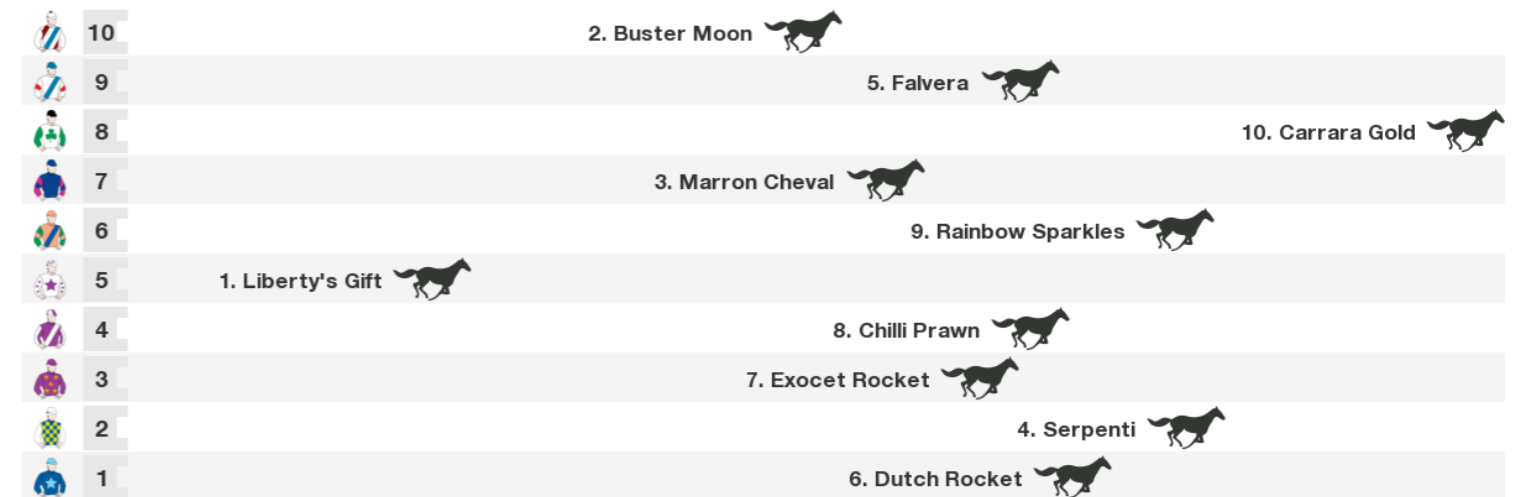 10 2. Buster Moon
9 5. Falvera
8 10. Carrara Gold
7 3. Marron Cheval
6 9. Rainbow Sparkles
5 1. Liberty's Gift
4 8. Chilli Prawn
3 7. Exocet Rocket
2 4. Serpenti
1 6. Dutch Rocket